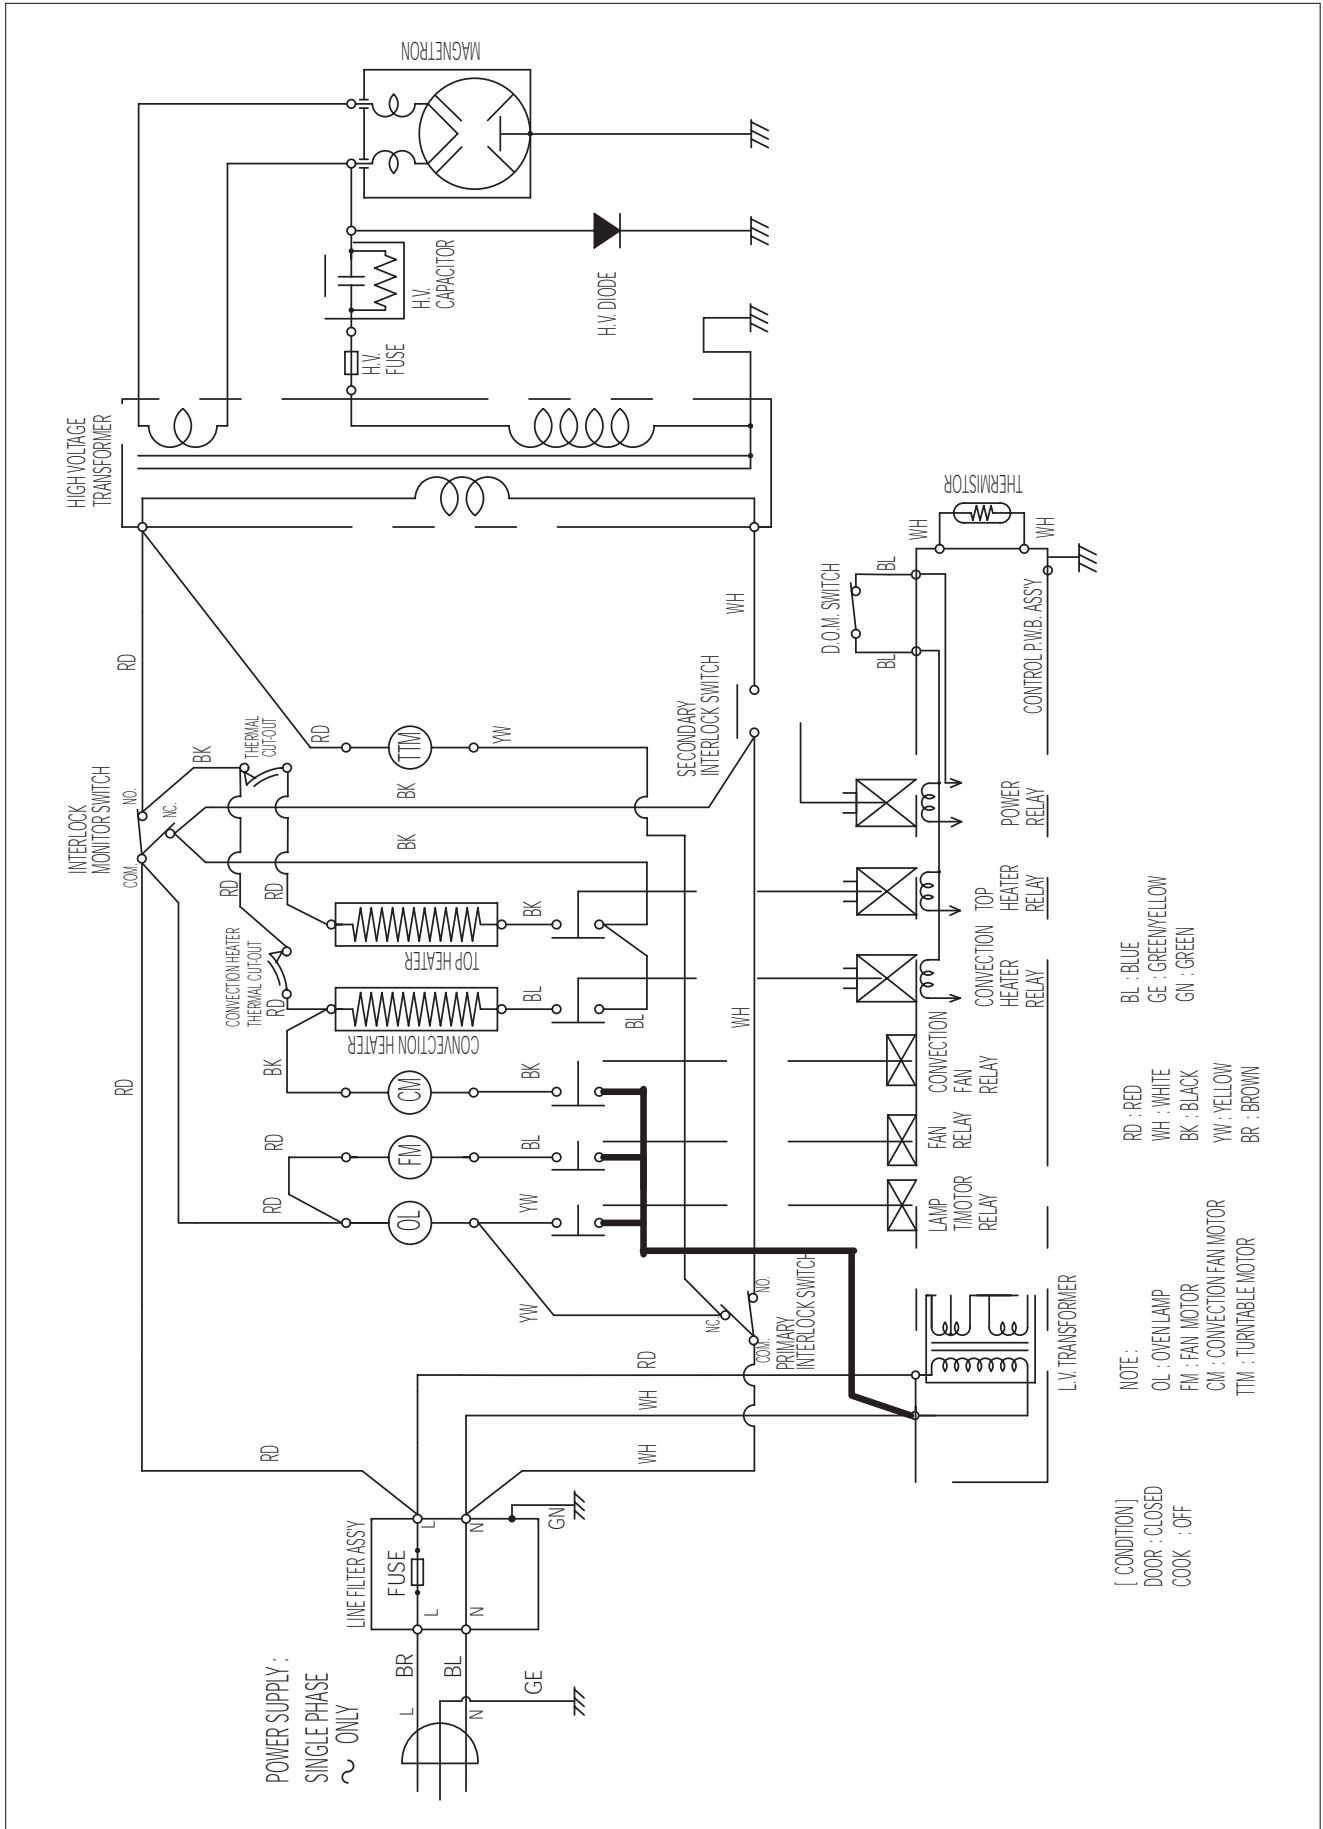 POWER SUPPLY :
SINGLE PHASE
~ ONLY
L
N
BR
BL
GE
LINE FILTER ASS'Y
FUSE
L
N
L
N
GN
RD
WH
RD
WH
COM.
NC.
NO.
PRIMARY
INTERLOCK SWITCH
L.V. TRANSFORMER
YW
RD
RD
OL
FM
CM
YW
BL
BK
BK
RD
LAMP
T/MOTOR
RELAY
FAN
RELAY
CONVECTION
FAN
RELAY
CONVECTION
HEATER
RELAY
TOP
HEATER
RELAY
POWER
RELAY
CONVECTION HEATER
BL
BL
WH
RD
CONVECTION HEATER
THERMAL CUT-OUT
TOP HEATER
BK
RD
RD
COM.
NO.
NC.
INTERLOCK
MONITOR SWITCH
BK
BK
BK
THERMAL
CUT-OUT
RD
TTM
YW
RD
SECONDARY
INTERLOCK SWITCH
WH
D.O.M. SWITCH
BL
BL
CONTROL P.W.B. ASS'Y
WH
WH
THERMISTOR
HIGH VOLTAGE
TRANSFORMER
H.V.
FUSE
H.V.
CAPACITOR
H.V. DIODE
MAGNETRON
[ CONDITION ]
DOOR : CLOSED
COOK : OFF
NOTE :
OL : OVEN LAMP
FM : FAN MOTOR
CM : CONVECTION FAN MOTOR
TTM : TURNTABLE MOTOR
RD : RED
WH : WHITE
BK : BLACK
YW : YELLOW
BR : BROWN
BL : BLUE
GE : GREEN/YELLOW
GN : GREEN